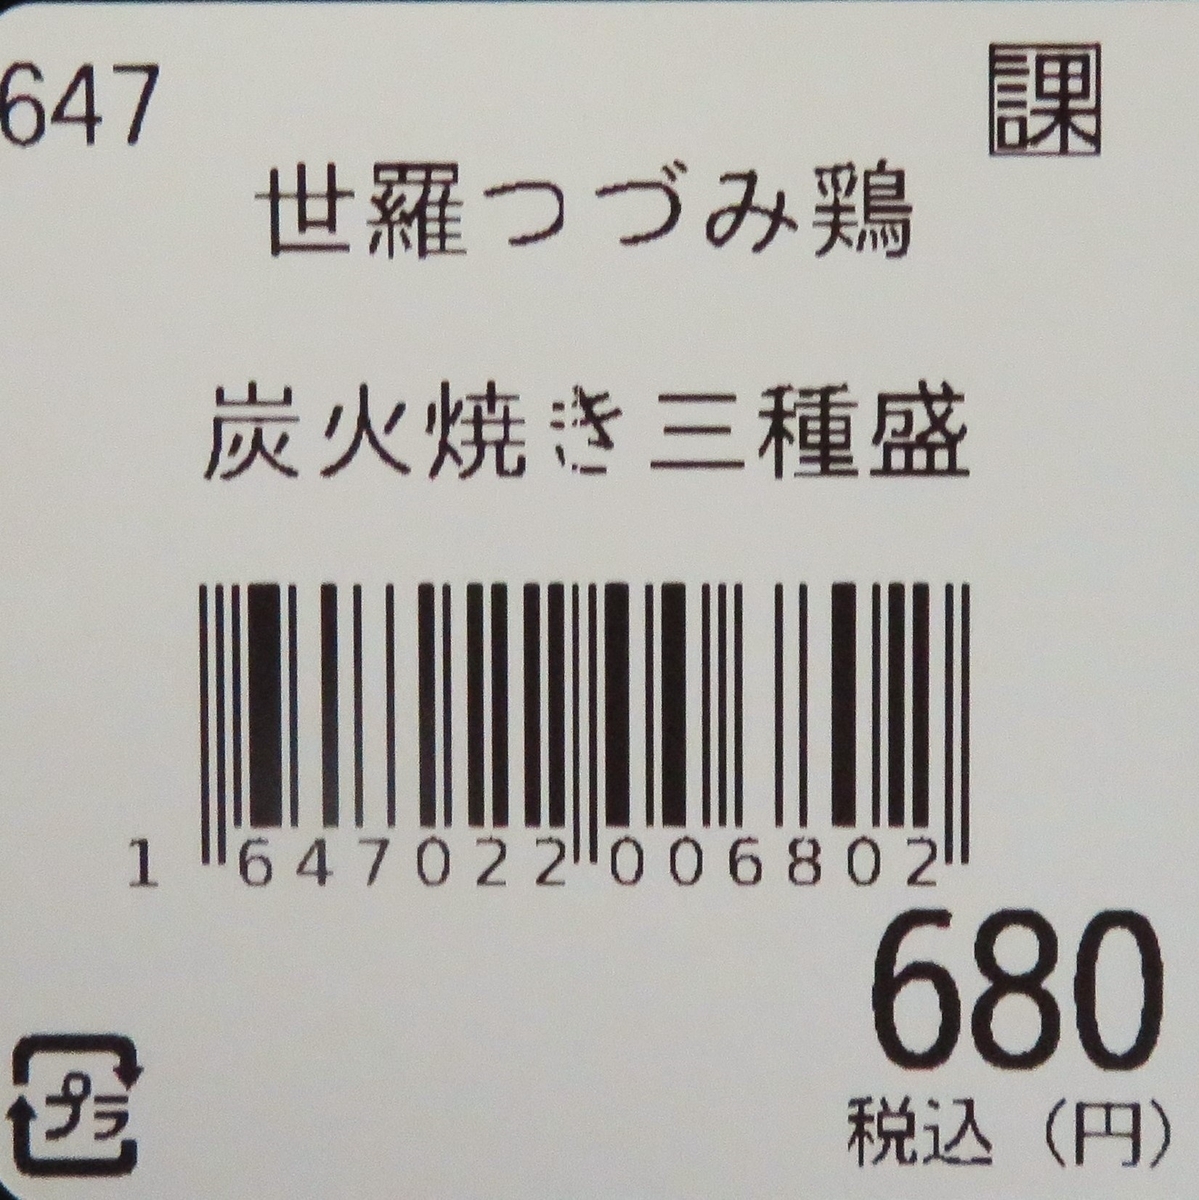 647
課
世羅つづみ鶏
炭火焼き三種盛
1 647022 006802
680
税込（円）
プラ